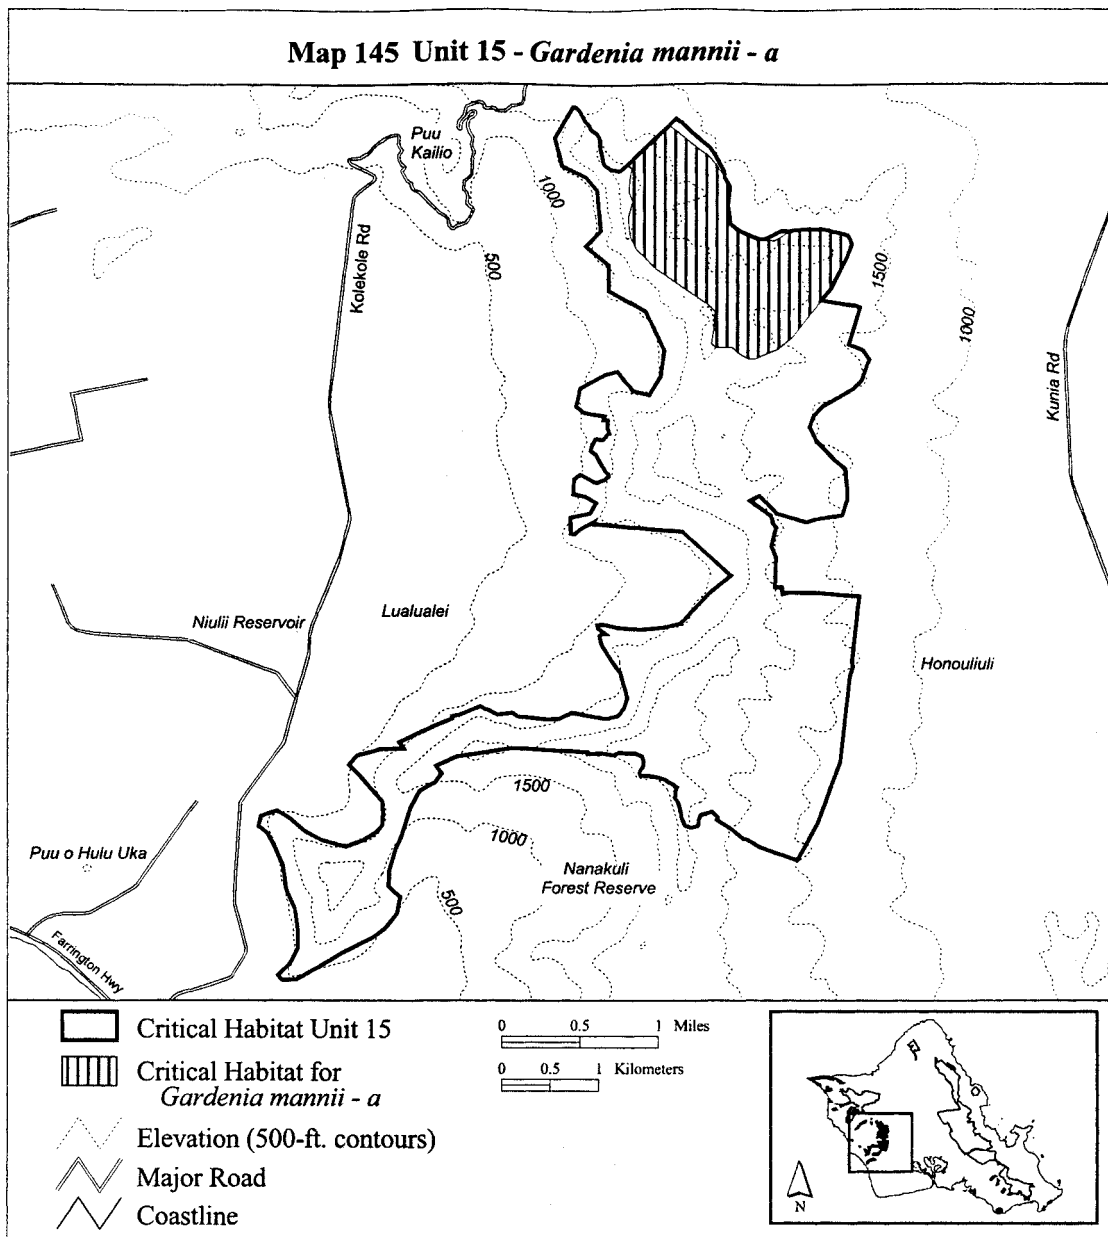 Map 145 Unit 15 - Gardenia mannii - a
Puu
Kailio
1000
Kolekole Rd
500
1500
1000
Kunia Rd
Niulii Reservoir
Lualualei
Honouliuli
1500
1000
Puu o Hulu Uka
Nanakuli
Forest Reserve
500
Farrington Hwy
Critical Habitat Unit 15
Critical Habitat for
Gardenia mannii - a
Elevation (500-ft. contours)
Major Road
Coastline
0 0.5 1 Miles
0 0.5 1 Kilometers
N